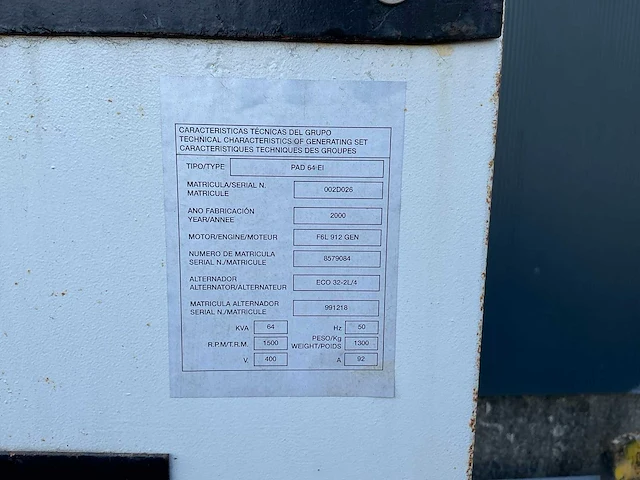 CARACTERISTICAS TÉCNICAS DEL GRUPO
TECHNICAL CHARACTERISTICS OF GENERATING SET
CARACTERISTIQUES TECHNIQUES DES GROUPES
TIPO/TYPE PAD 64-EI
MATRICULA/SERIAL N.
MATRICULE 002D026
ANO FABRICACIÓN
YEAR/ANNEE 2000
MOTOR/ENGINE/MOTEUR F6L 912 GEN
NUMERO DE MATRICULA
SERIAL N./MATRICULE 8579084
ALTERNADOR
ALTERNATOR/ALTERNATEUR ECO 32-2L/4
MATRICULA ALTERNADOR
SERIAL N./MATRICULE 991218
KVA 64 Hz 50
R.P.M/T.R.M. 1500 PESO/Kg WEIGHT/POIDS 1300
V. 400 A 92